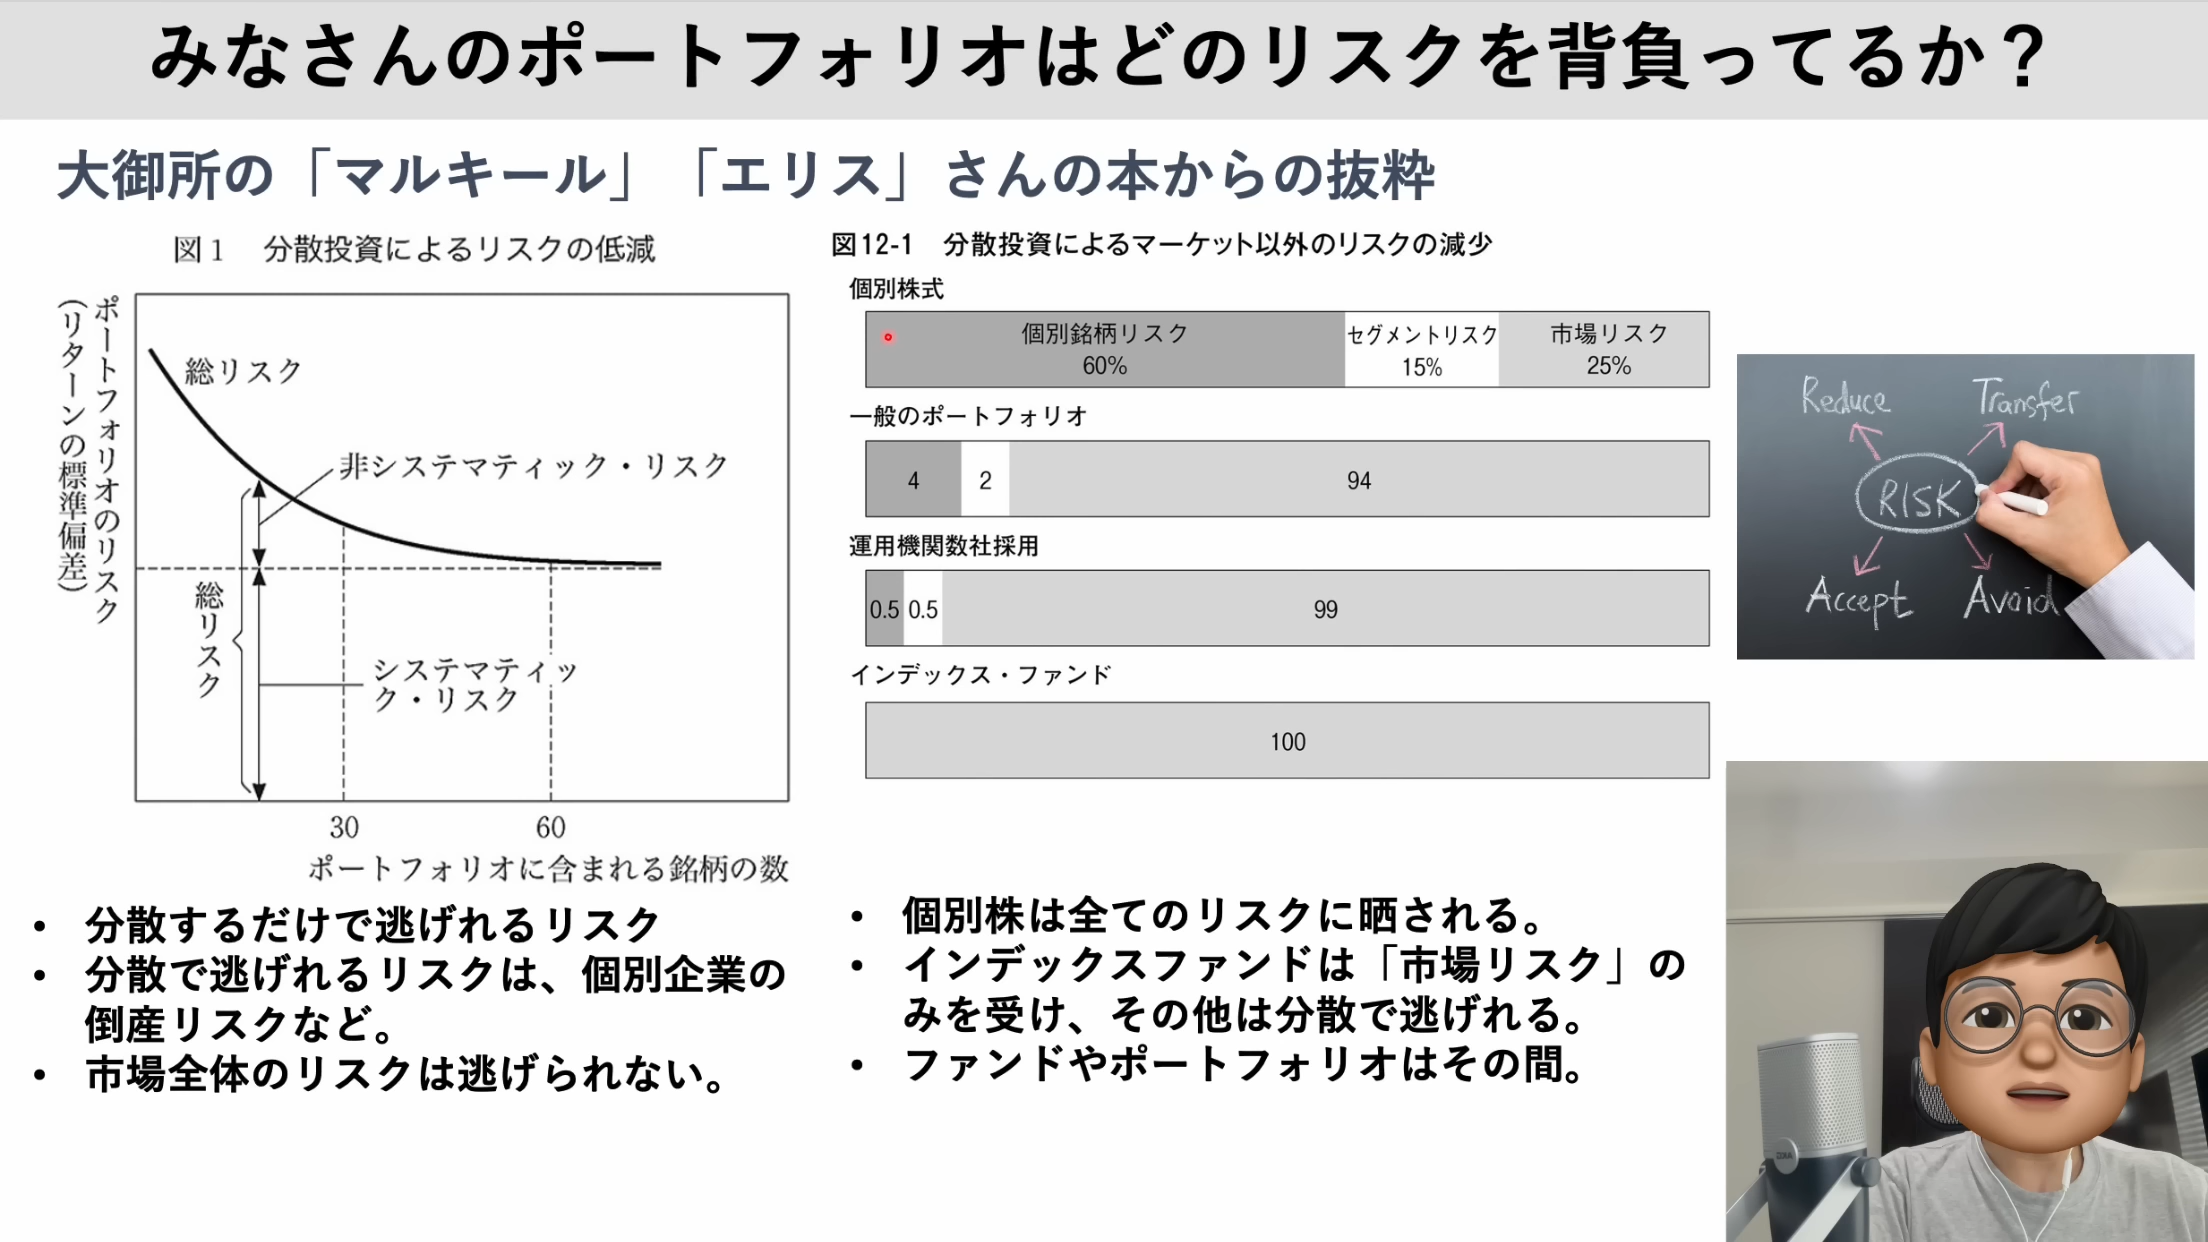 みなさんのポートフォリオはどのリスクを背負ってるか？
大御所の「マルキール」「エリス」さんの本からの抜粋
図1　分散投資によるリスクの低減
ポートフォリオのリスク
（リターンの標準偏差）
総リスク
非システマティック・リスク
総リスク
システマティッ
ク・リスク
30
60
ポートフォリオに含まれる銘柄の数
図12-1　分散投資によるマーケット以外のリスクの減少
個別株式
個別銘柄リスク
60%
セグメントリスク
15%
市場リスク
25%
一般のポートフォリオ
4
2
94
運用機関数社採用
0.5
0.5
99
インデックス・ファンド
100
Reduce
Transfer
RISK
Accept
Avoid
• 分散するだけで逃げれるリスク
• 分散で逃げれるリスクは、個別企業の
倒産リスクなど。
• 市場全体のリスクは逃げられない。
• 個別株は全てのリスクに晒される。
• インデックスファンドは「市場リスク」の
みを受け、その他は分散で逃げれる。
• ファンドやポートフォリオはその間。